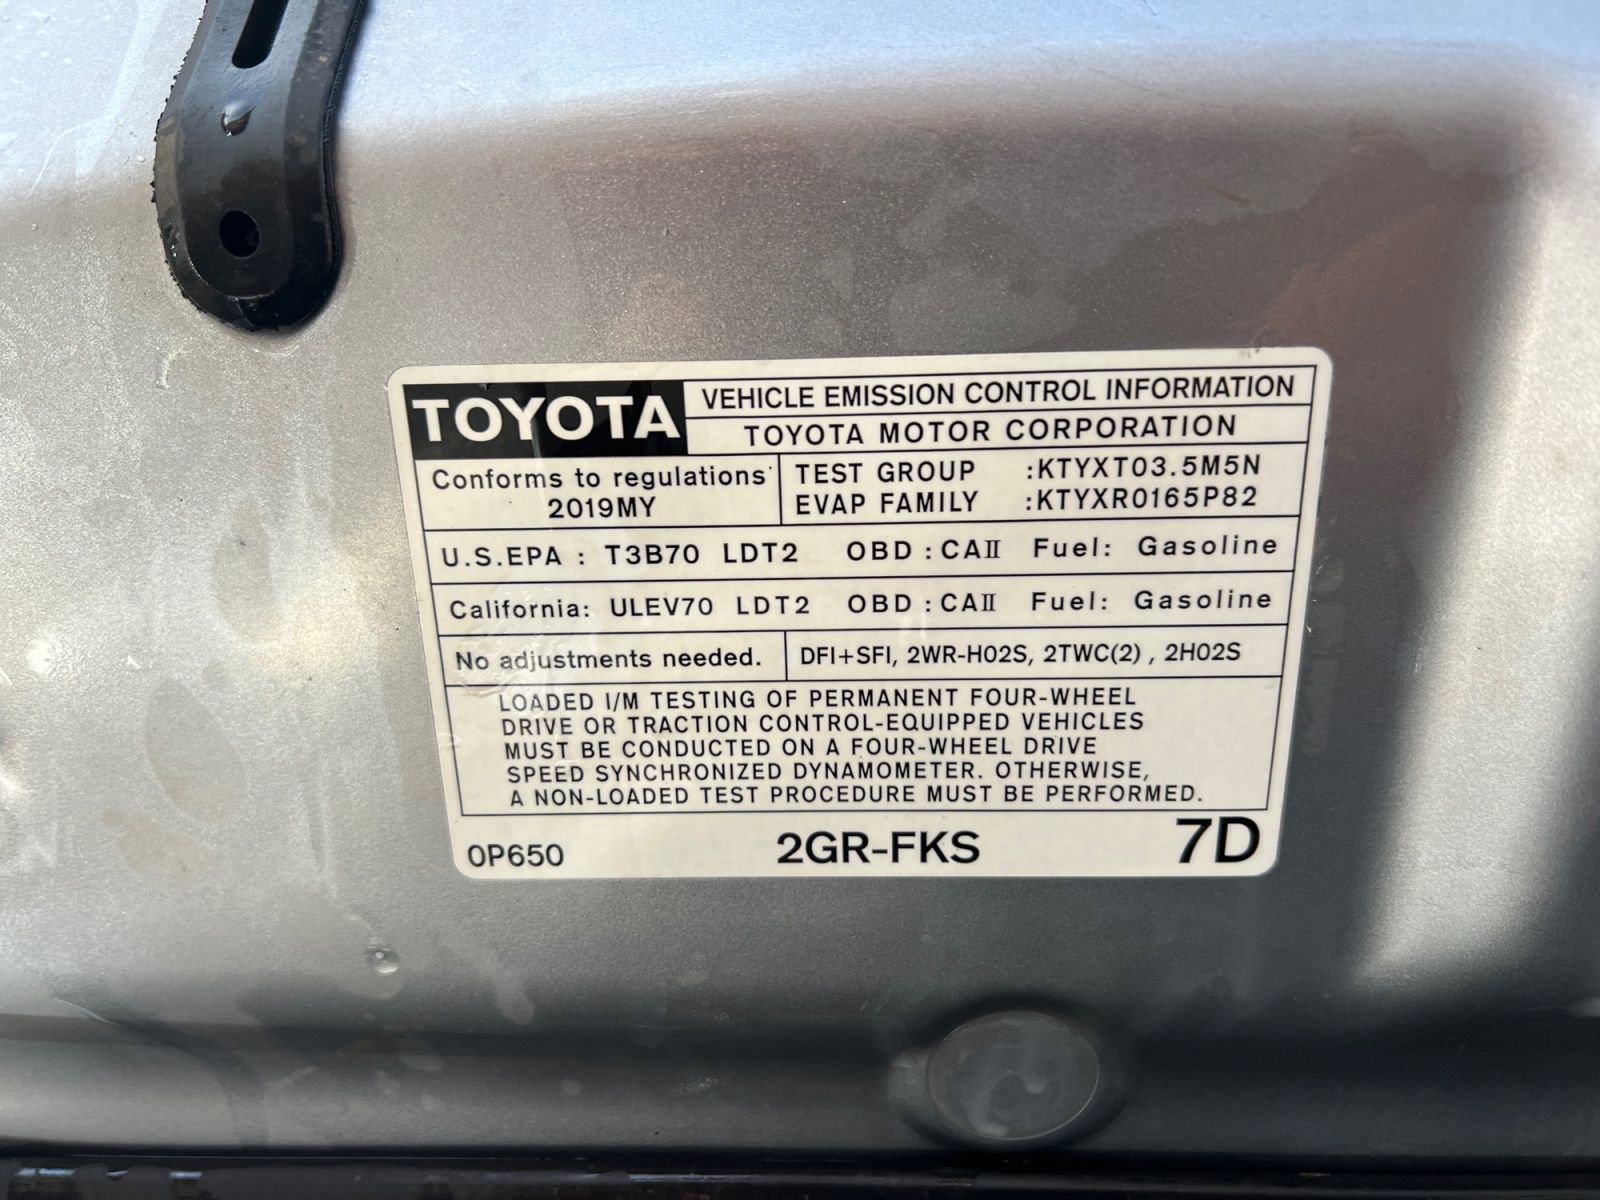 TOYOTA
VEHICLE EMISSION CONTROL INFORMATION
TOYOTA MOTOR CORPORATION
Conforms to regulations
2019MY
TEST GROUP :KTYXT03.5M5N
EVAP FAMILY :KTYXR0165P82
U.S.EPA : T3B70 LDT2 OBD : CAII Fuel: Gasoline
California: ULEV70 LDT2 OBD : CAII Fuel: Gasoline
No adjustments needed.
DFI+SFI, 2WR-HO2S, 2TWC(2) , 2HO2S
LOADED I/M TESTING OF PERMANENT FOUR-WHEEL
DRIVE OR TRACTION CONTROL-EQUIPPED VEHICLES
MUST BE CONDUCTED ON A FOUR-WHEEL DRIVE
SPEED SYNCHRONIZED DYNAMOMETER. OTHERWISE,
A NON-LOADED TEST PROCEDURE MUST BE PERFORMED.
0P650 2GR-FKS 7D